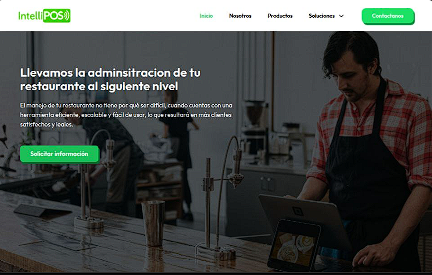 IntelliPOS
Inicio Nosotros Productos Soluciones Contactanos
Llevamos la adminsitracion de tu
restaurante al siguiente nivel
El manejo de tu restaurante no tiene por qué ser difícil, cuando cuentas con una
herramienta eficiente, escalable y fácil de usar, lo que resultará en más clientes
satisfechos y leales.
Solicitar información